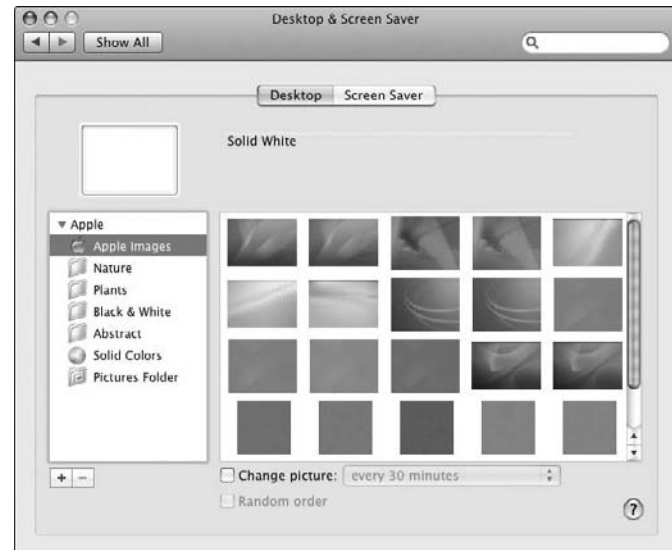 Desktop & Screen Saver
Show All
Desktop Screen Saver
Solid White
Apple
Apple Images
Nature
Plants
Black & White
Abstract
Solid Colors
Pictures Folder
+ −
Change picture: every 30 minutes
Random order
?